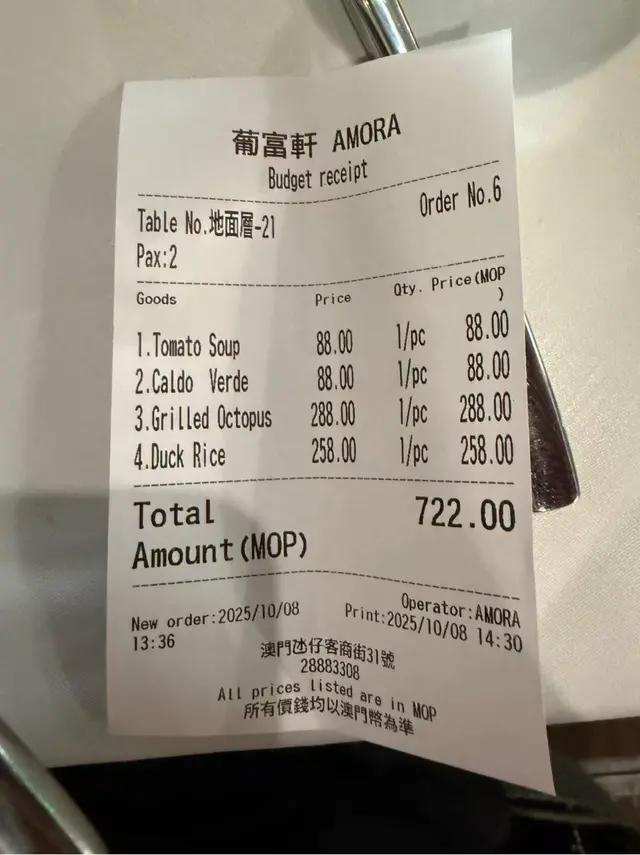 葡富軒 AMORA
Budget receipt
Order No.6
Table No.地面層-21
Pax:2
Goods Price Qty. Price(MOP
)
1.Tomato Soup 88.00 1/pc 88.00
2.Caldo Verde 88.00 1/pc 88.00
3.Grilled Octopus 288.00 1/pc 288.00
4.Duck Rice 258.00 1/pc 258.00
Total 722.00
Amount(MOP)
Operator:AMORA
New order:2025/10/08 Print:2025/10/08 14:30
13:36
澳門氹仔客商街31號
28883308
All prices listed are in MOP
所有價錢均以澳門幣為準